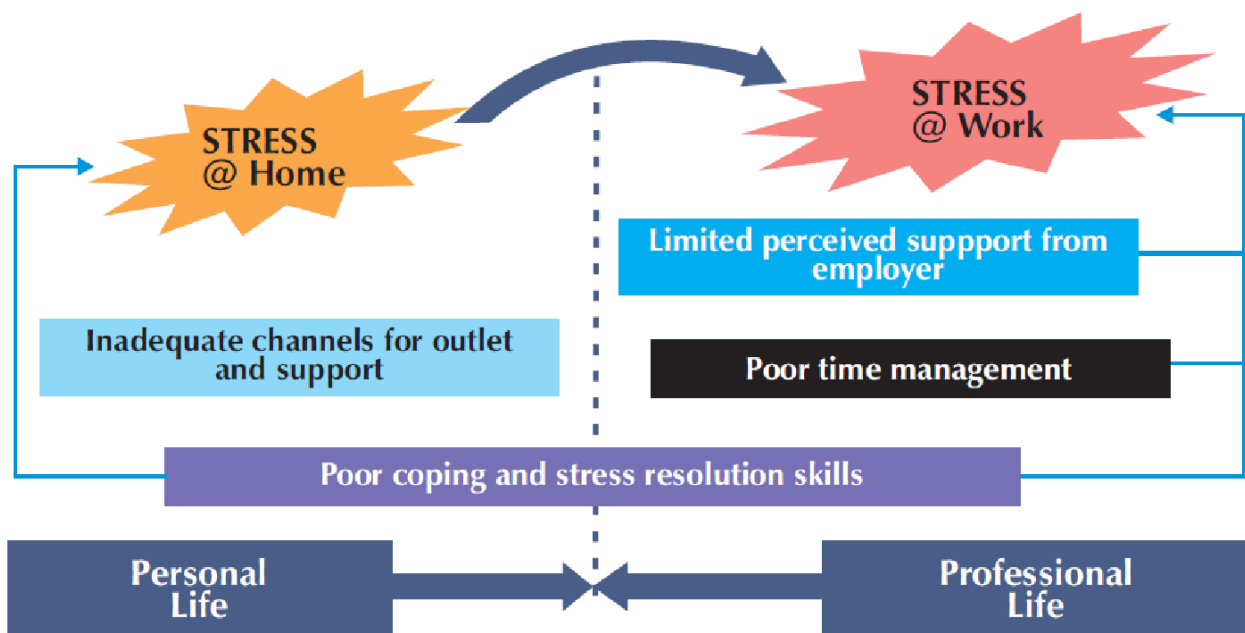 STRESS
@ Home
STRESS
@ Work
Limited perceived suppport from
employer
Inadequate channels for outlet
and support
Poor time management
Poor coping and stress resolution skills
Personal
Life
Professional
Life